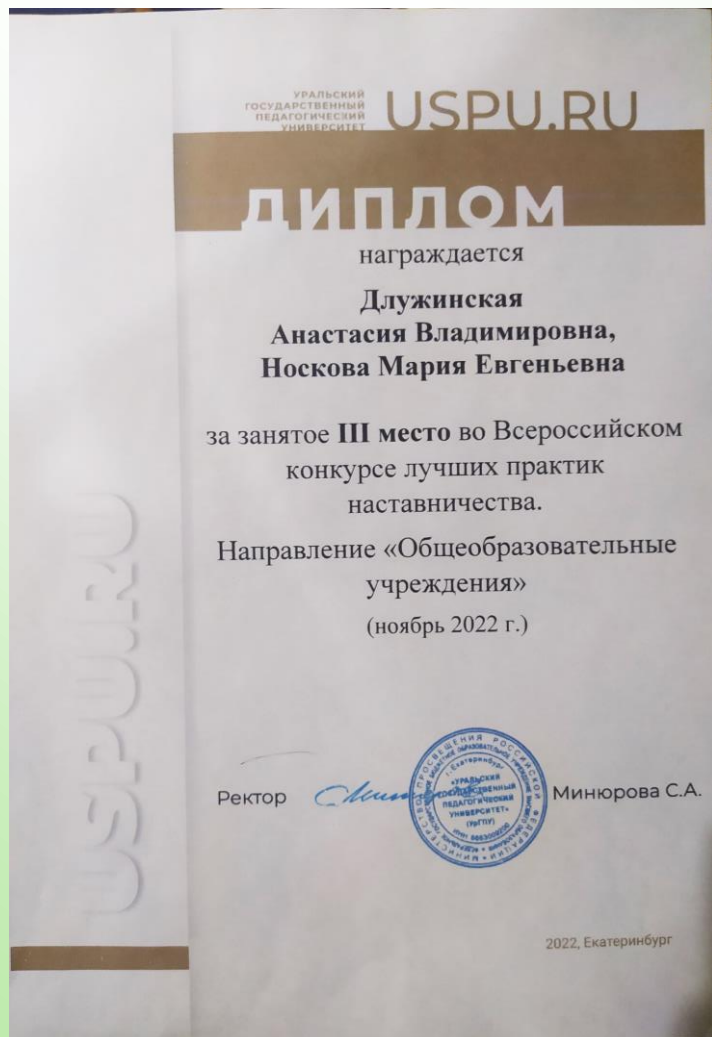 УРАЛЬСКИЙ
ГОСУДАРСТВЕННЫЙ
ПЕДАГОГИЧЕСКИЙ
УНИВЕРСИТЕТ
USPU.RU
ДИПЛОМ
награждается
Длужинская
Анастасия Владимировна,
Носкова Мария Евгеньевна
за занятое III место во Всероссийском
конкурсе лучших практик
наставничества.
Направление «Общеобразовательные
учреждения»
(ноябрь 2022 г.)
Ректор
Минюрова С.А.
г. Екатеринбург
«УРАЛЬСКИЙ
ГОСУДАРСТВЕННЫЙ
ПЕДАГОГИЧЕСКИЙ
УНИВЕРСИТЕТ»
(УрГПУ)
2022, Екатеринбург
USPU.RU